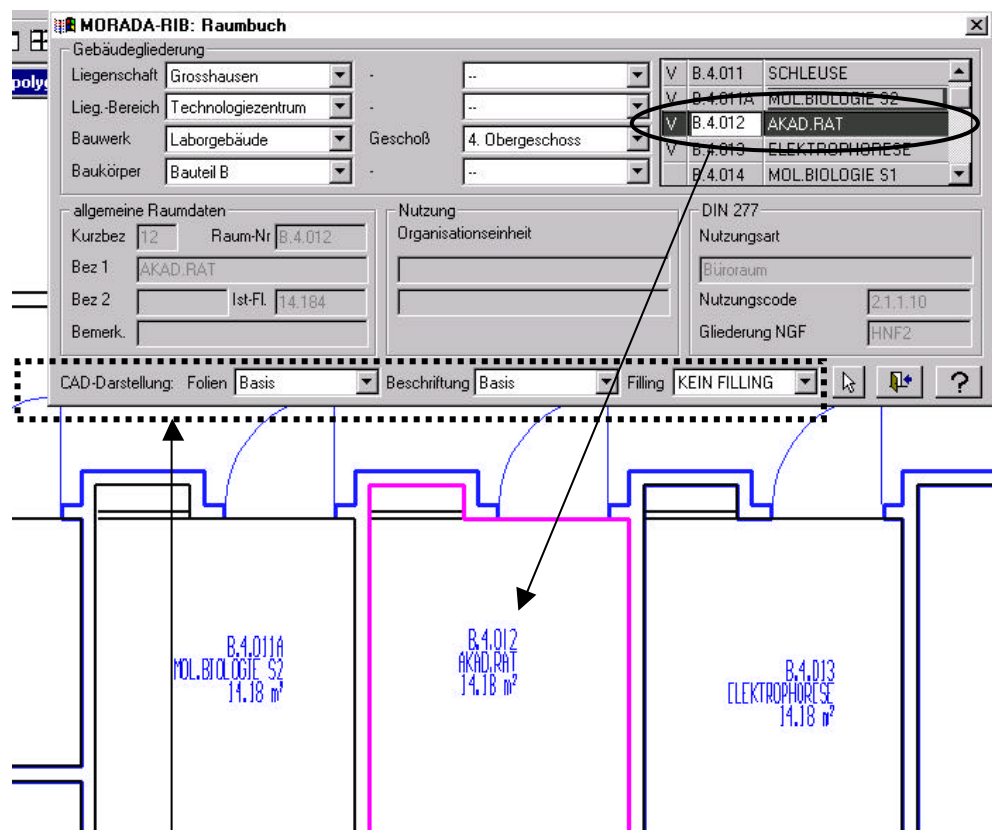 MORADA-RIB: Raumbuch
Gebäudegliederung
polyg
Liegenschaft Grosshausen - --
Lieg.-Bereich Technologiezentrum - --
Bauwerk Laborgebäude Geschoß 4. Obergeschoss
Baukörper Bauteil B - --
V B.4.011 SCHLEUSE
V B.4.011A MOL.BIOLOGIE S2
V B.4.012 AKAD.RAT
V B.4.013 ELEKTROPHORESE
B.4.014 MOL.BIOLOGIE S1
allgemeine Raumdaten
Kurzbez 12 Raum-Nr B.4.012
Bez 1 AKAD.RAT
Bez 2 Ist-Fl. 14.184
Bemerk.
Nutzung
Organisationseinheit
DIN 277
Nutzungsart
Büroraum
Nutzungscode 2.1.1.10
Gliederung NGF HNF2
CAD-Darstellung: Folien Basis Beschriftung Basis Filling KEIN FILLING ?
B.4.011A
MOL.BIOLOGIE S2
14.18 m²
B.4.012
AKAD.RAT
14.18 m²
B.4.013
ELEKTROPHORESE
14.18 m²